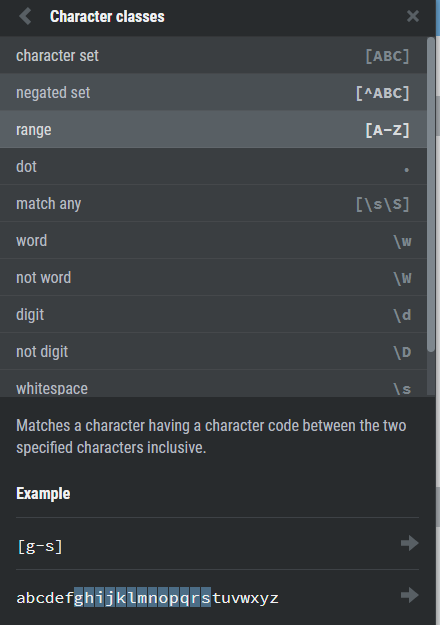 Character classes
character set [ABC]
negated set [^ABC]
range [A-Z]
dot .
match any [\s\S]
word \w
not word \W
digit \d
not digit \D
whitespace \s
Matches a character having a character code between the two
specified characters inclusive.
Example
[g-s]
abcdefghijklmnopqrstuvwxyz